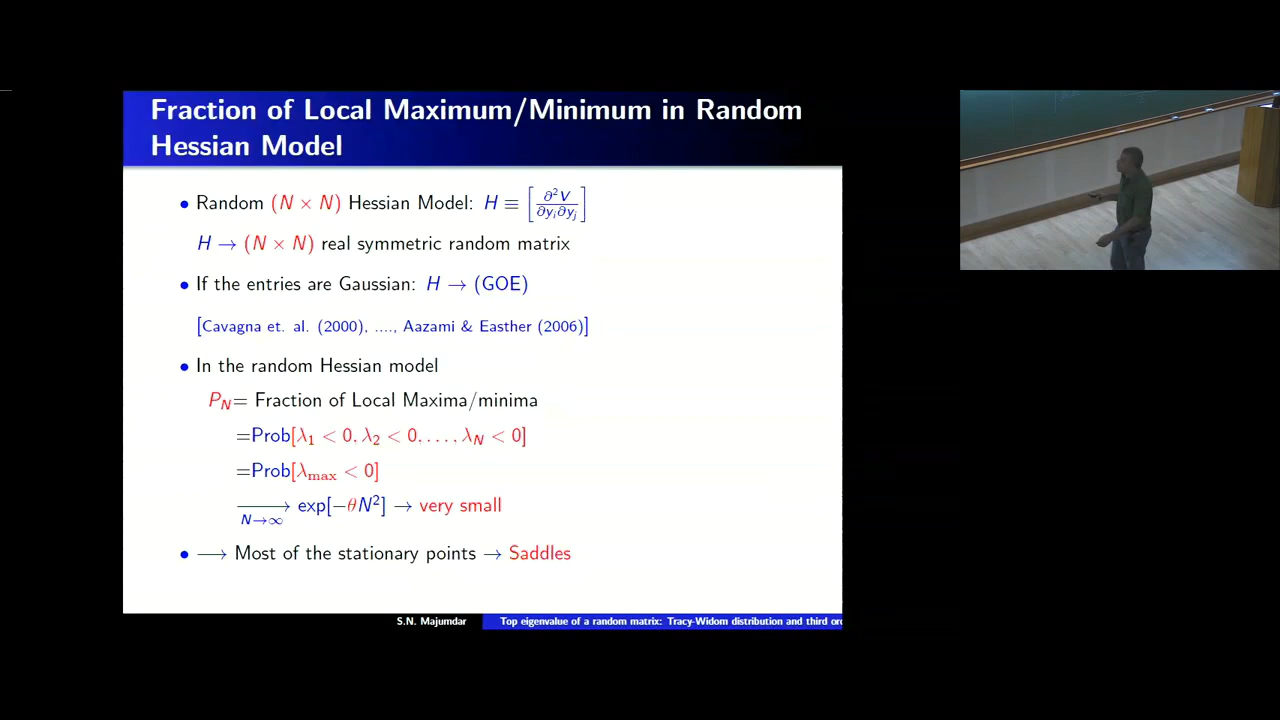 Fraction of Local Maximum/Minimum in Random
Hessian Model
• Random (N × N) Hessian Model: H ≡ [∂²V/∂yᵢ∂yⱼ]
H → (N × N) real symmetric random matrix
• If the entries are Gaussian: H → (GOE)
[Cavagna et. al. (2000), ...., Aazami & Easther (2006)]
• In the random Hessian model
P_N= Fraction of Local Maxima/minima
=Prob[λ₁ < 0, λ₂ < 0, . . . , λ_N < 0]
=Prob[λ_max < 0]
⟶_{N→∞} exp[−θN²] → very small
• ⟶ Most of the stationary points → Saddles
S.N. Majumdar Top eigenvalue of a random matrix: Tracy-Widom distribution and third ord